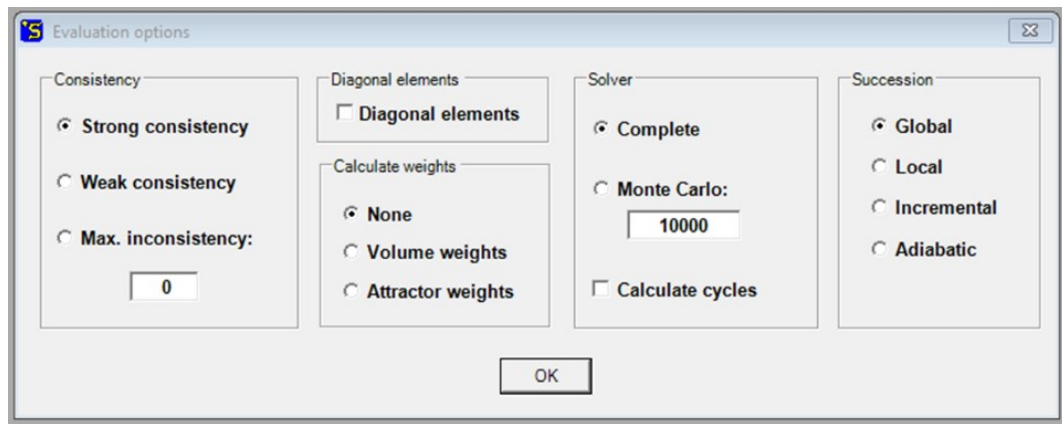 Evaluation options
Consistency
Strong consistency
Weak consistency
Max. inconsistency:
0
Diagonal elements
Diagonal elements
Calculate weights
None
Volume weights
Attractor weights
Solver
Complete
Monte Carlo:
10000
Calculate cycles
Succession
Global
Local
Incremental
Adiabatic
OK